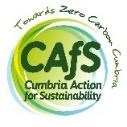 Towards Zero Carbon Cumbria
CAfS
Cumbria Action
for Sustainability